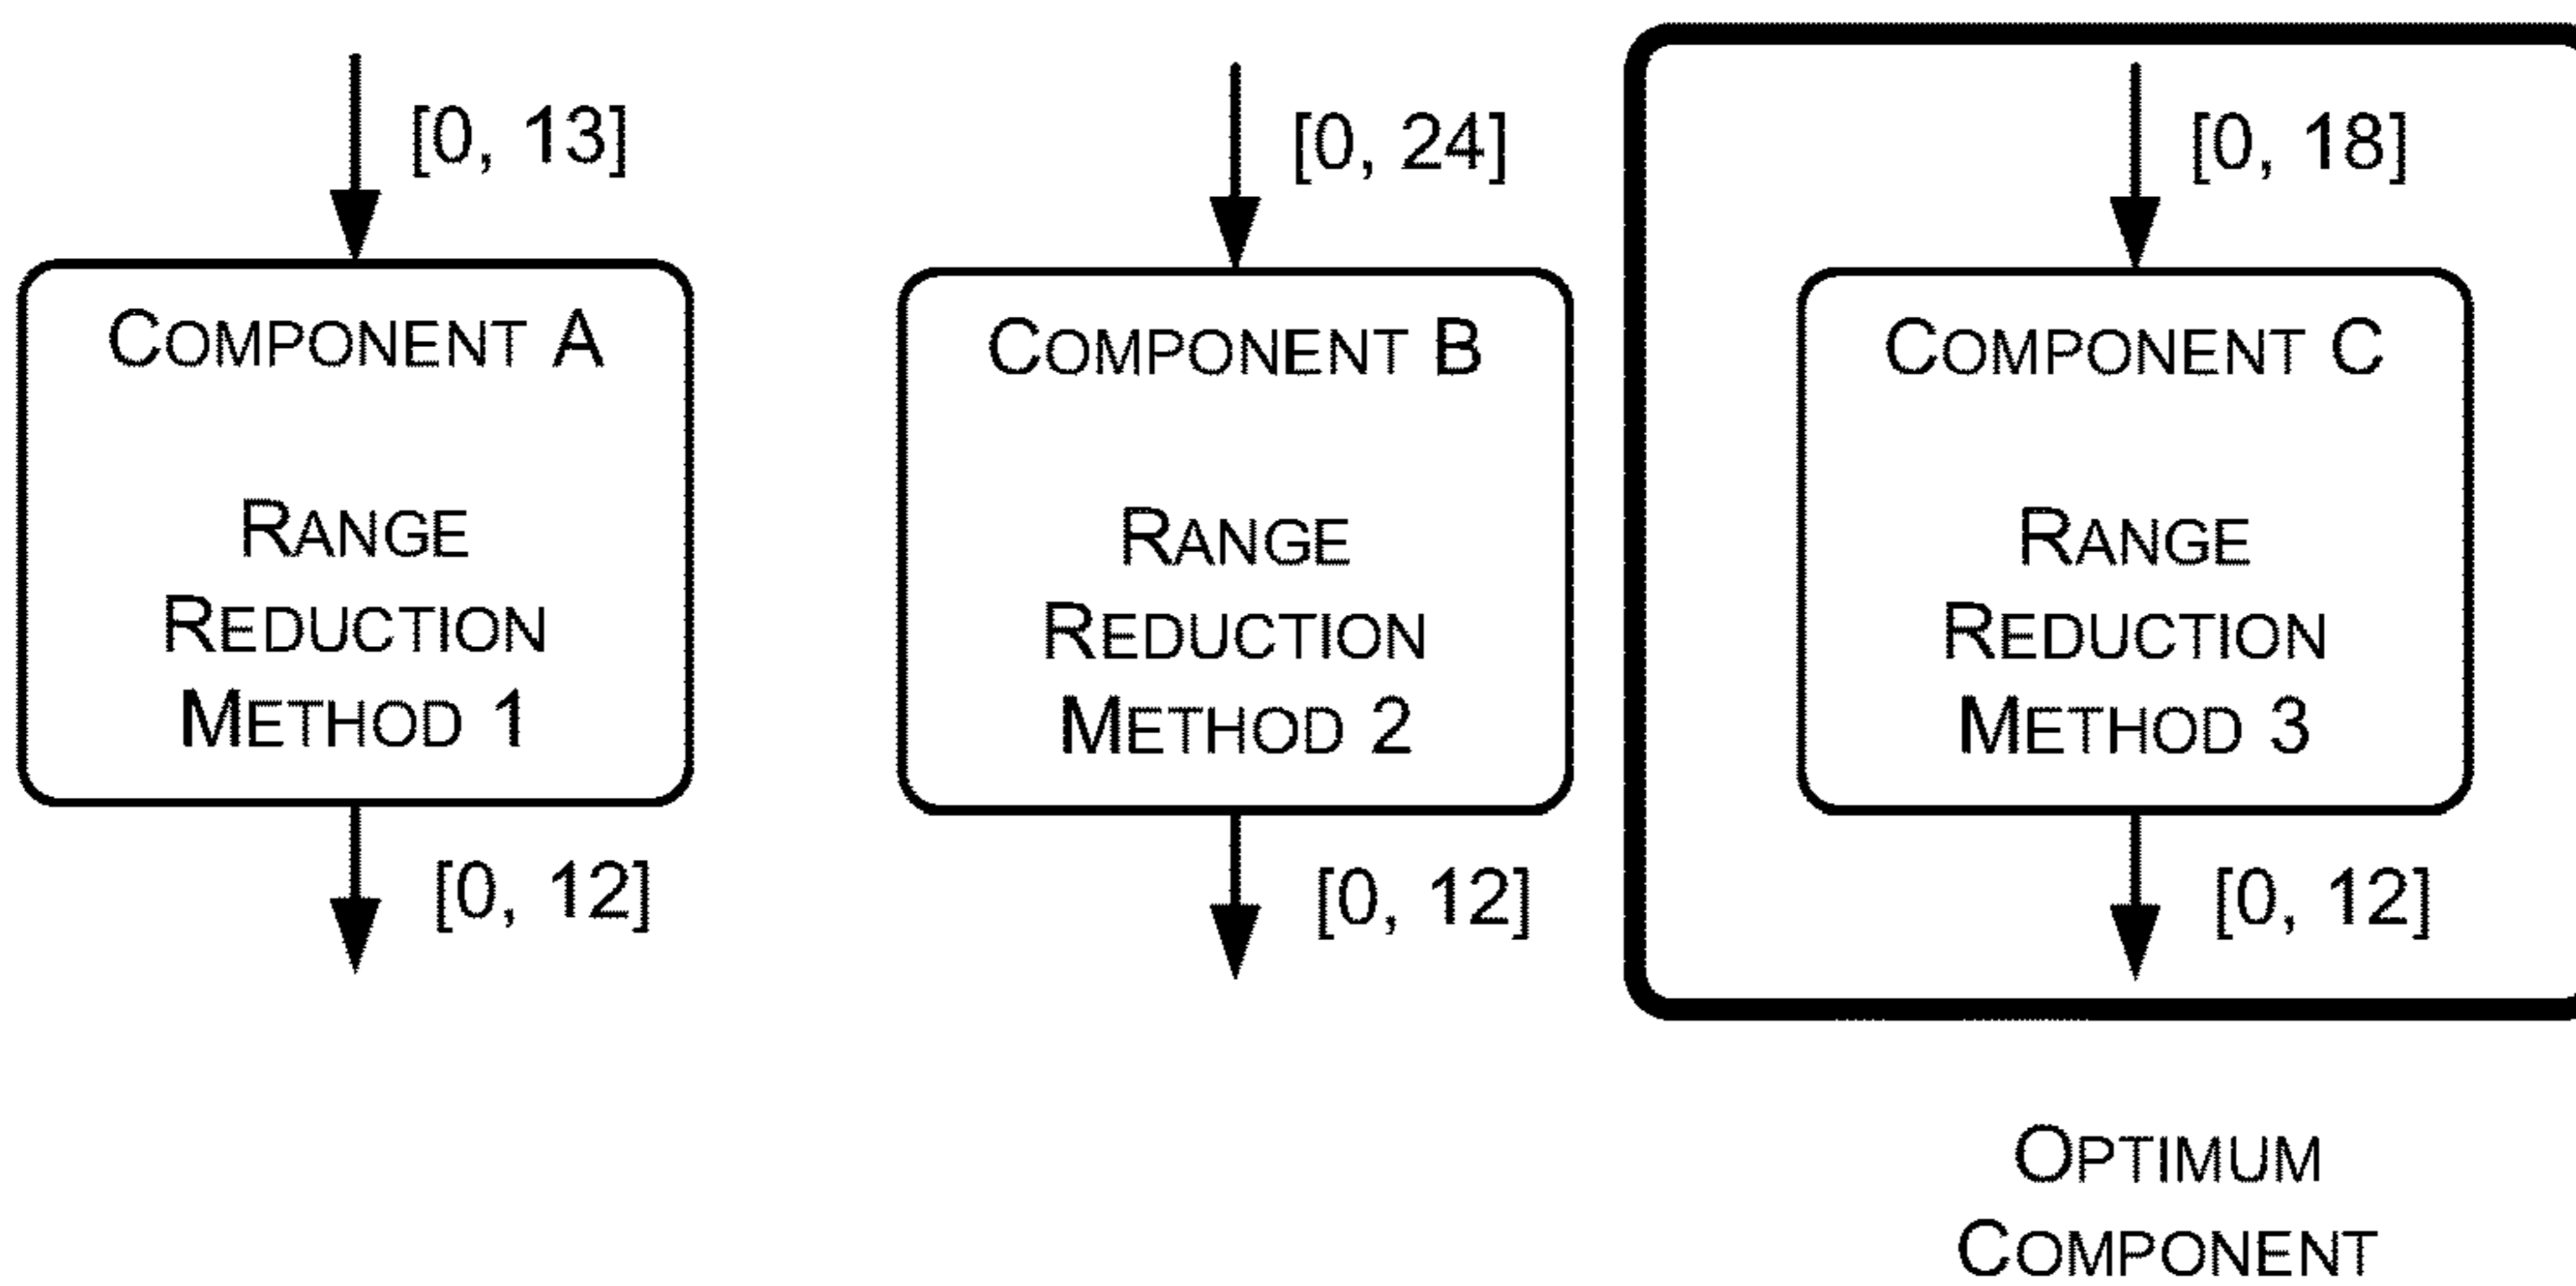 [0, 13]
COMPONENT A
RANGE
REDUCTION
METHOD 1
[0, 12]
[0, 24]
COMPONENT B
RANGE
REDUCTION
METHOD 2
[0, 12]
[0, 18]
COMPONENT C
RANGE
REDUCTION
METHOD 3
[0, 12]
OPTIMUM
COMPONENT